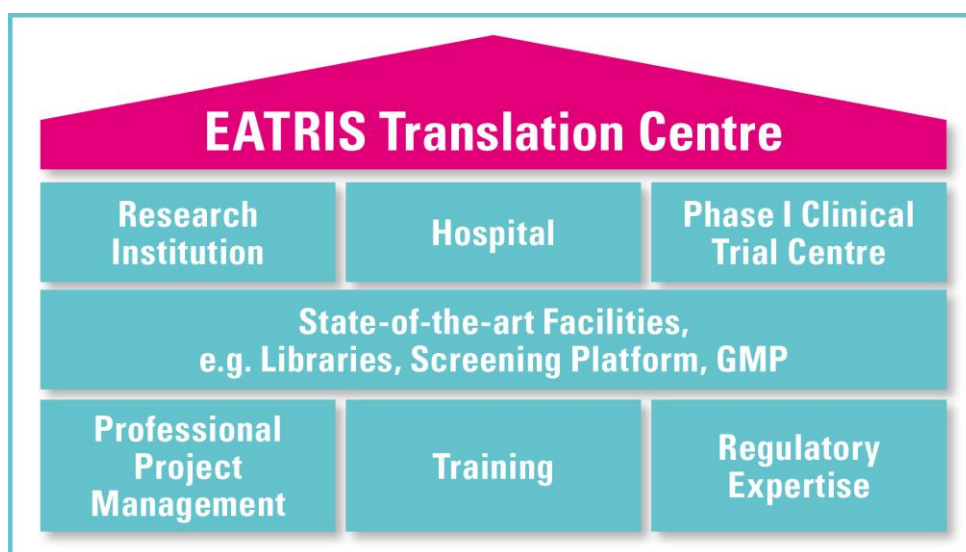 EATRIS Translation Centre
Research
Institution
Hospital
Phase I Clinical
Trial Centre
State-of-the-art Facilities,
e.g. Libraries, Screening Platform, GMP
Professional
Project
Management
Training
Regulatory
Expertise